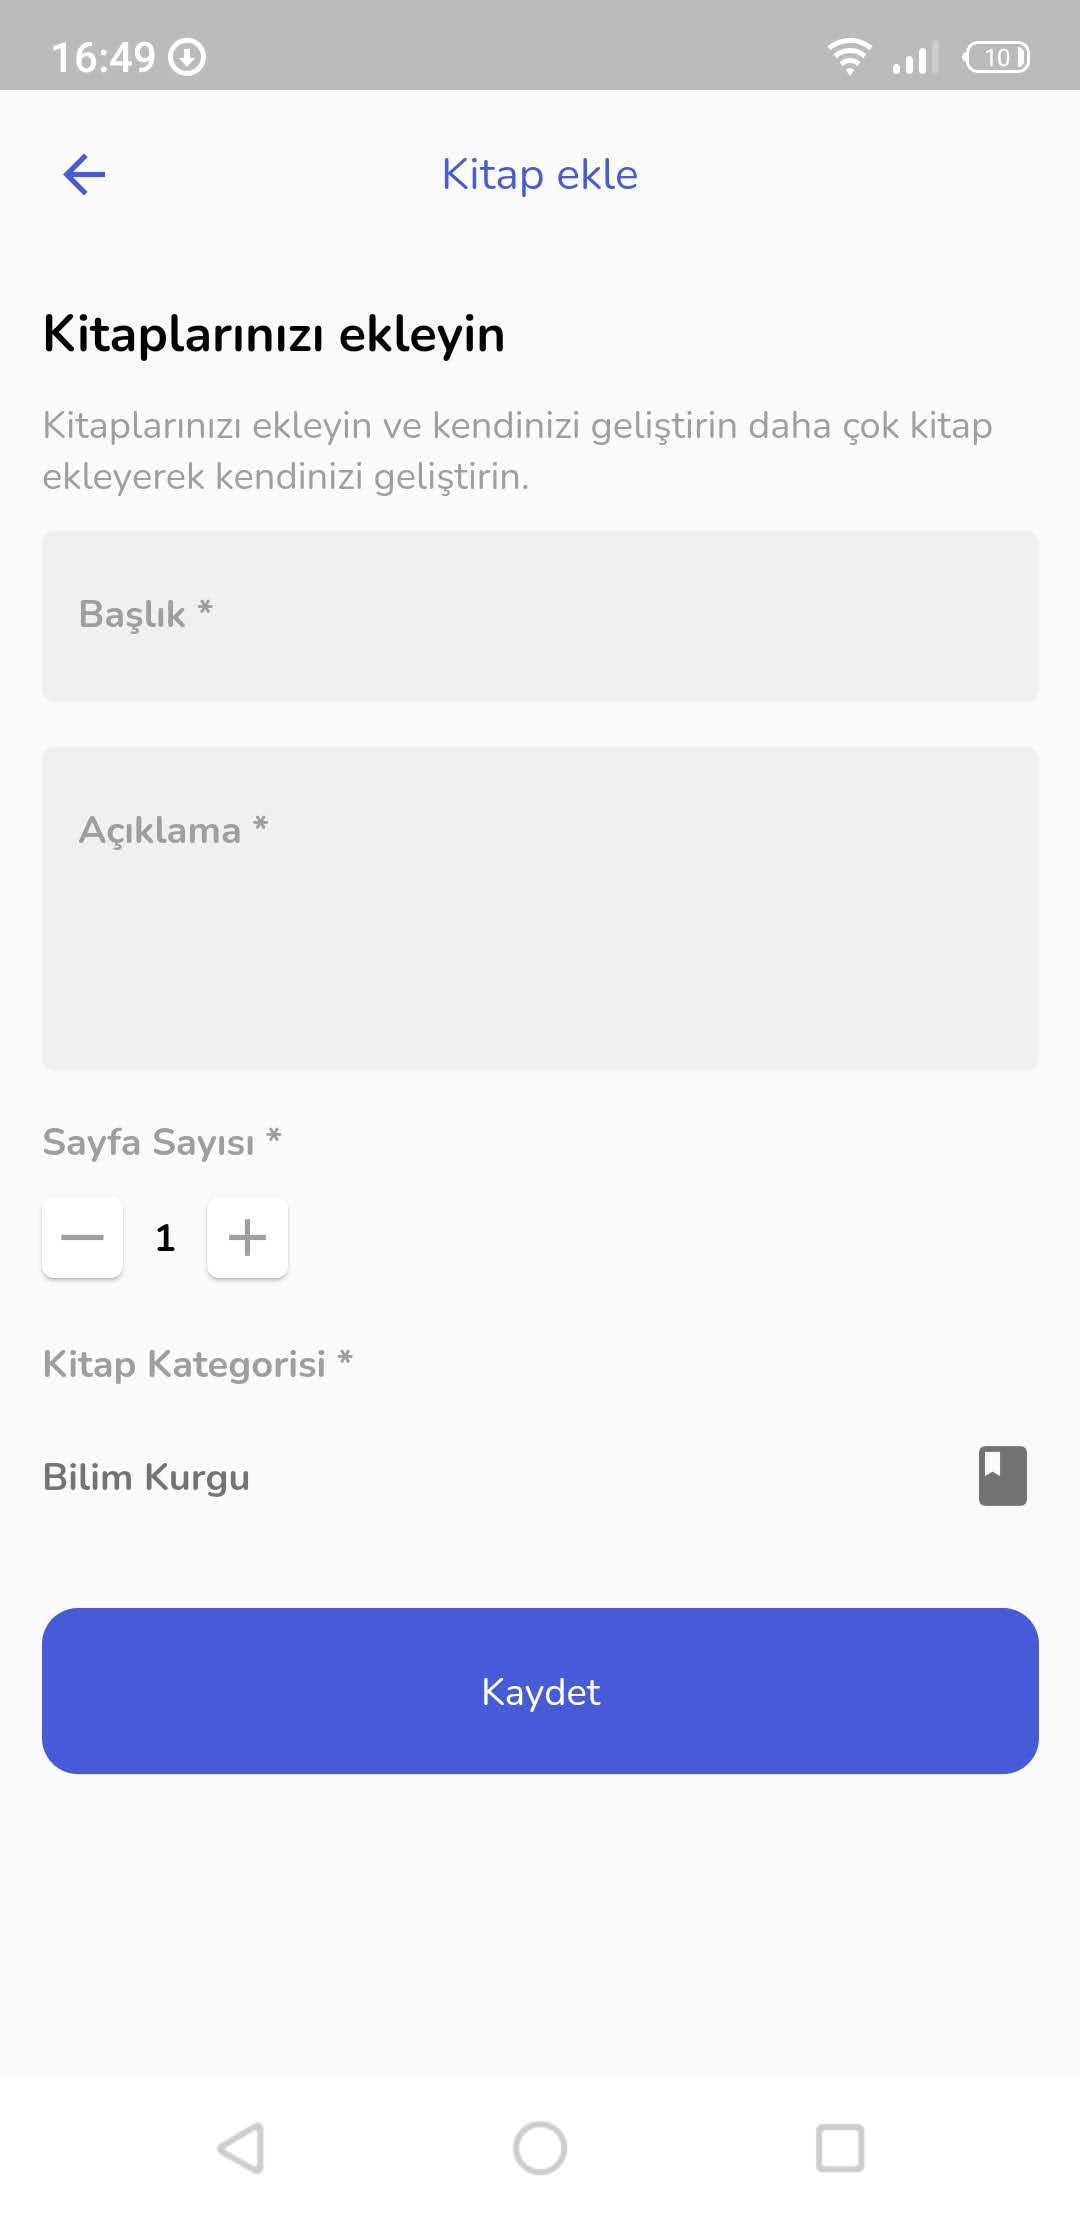 16:49
10
Kitap ekle
Kitaplarınızı ekleyin
Kitaplarınızı ekleyin ve kendinizi geliştirin daha çok kitap
ekleyerek kendinizi geliştirin.
Başlık *
Açıklama *
Sayfa Sayısı *
1
Kitap Kategorisi *
Bilim Kurgu
Kaydet